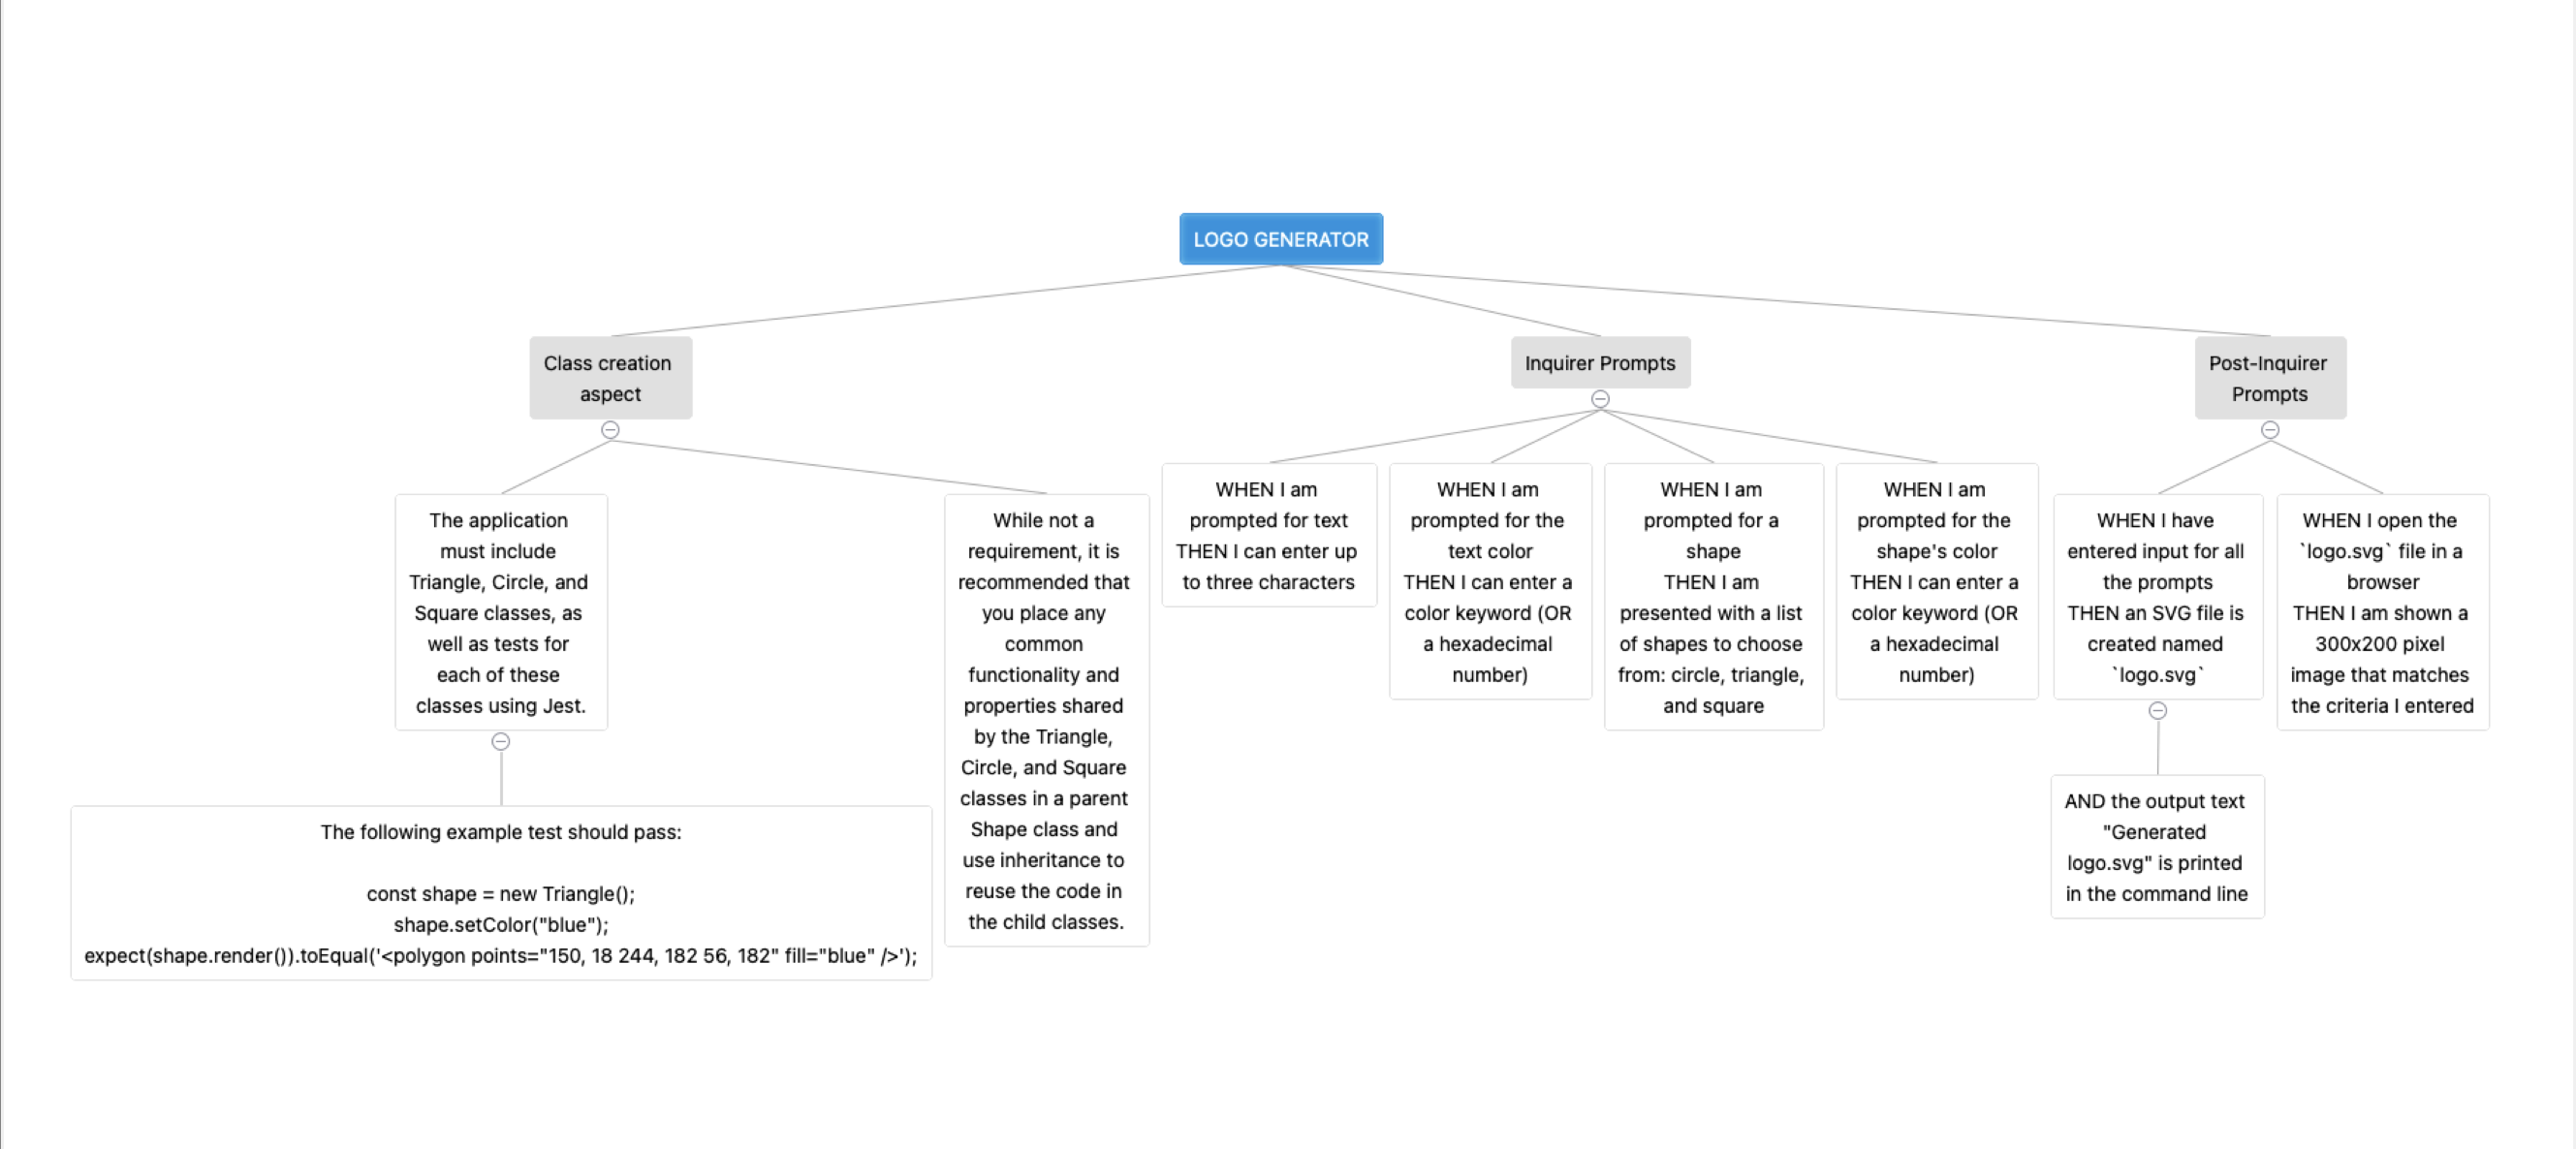 LOGO GENERATOR
Class creation
aspect
Inquirer Prompts
Post-Inquirer
Prompts
The application
must include
Triangle, Circle, and
Square classes, as
well as tests for
each of these
classes using Jest.
The following example test should pass:
const shape = new Triangle();
shape.setColor("blue");
expect(shape.render()).toEqual('<polygon points="150, 18 244, 182 56, 182" fill="blue" />');
While not a
requirement, it is
recommended that
you place any
common
functionality and
properties shared
by the Triangle,
Circle, and Square
classes in a parent
Shape class and
use inheritance to
reuse the code in
the child classes.
WHEN I am
prompted for text
THEN I can enter up
to three characters
WHEN I am
prompted for the
text color
THEN I can enter a
color keyword (OR
a hexadecimal
number)
WHEN I am
prompted for a
shape
THEN I am
presented with a list
of shapes to choose
from: circle, triangle,
and square
WHEN I am
prompted for the
shape's color
THEN I can enter a
color keyword (OR
a hexadecimal
number)
WHEN I have
entered input for all
the prompts
THEN an SVG file is
created named
`logo.svg`
AND the output text
"Generated
logo.svg" is printed
in the command line
WHEN I open the
`logo.svg` file in a
browser
THEN I am shown a
300x200 pixel
image that matches
the criteria I entered